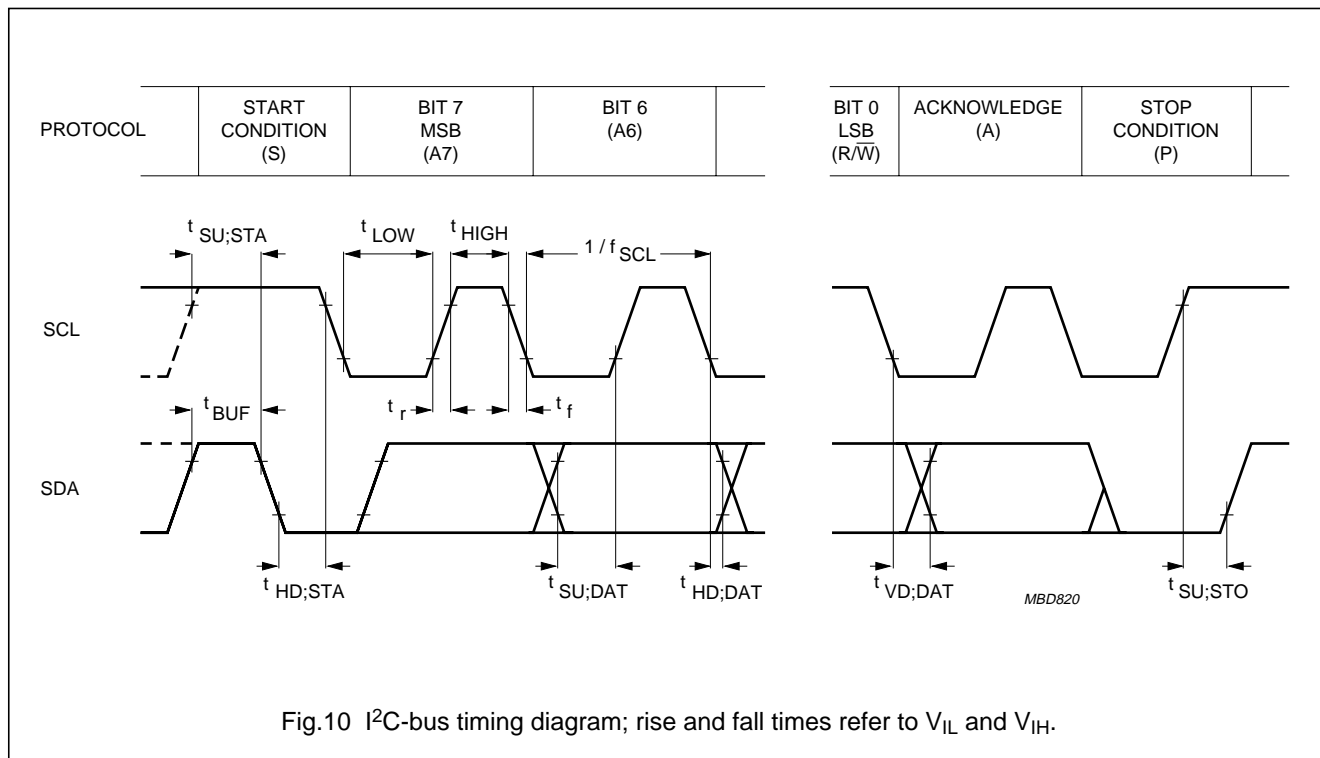 PROTOCOL
START
CONDITION
(S)
BIT 7
MSB
(A7)
BIT 6
(A6)
BIT 0
LSB
(R/W̅)
ACKNOWLEDGE
(A)
STOP
CONDITION
(P)
t SU;STA
t LOW
t HIGH
1 / f SCL
SCL
t BUF
t r
t f
SDA
t HD;STA
t SU;DAT
t HD;DAT
t VD;DAT
MBD820
t SU;STO
Fig.10 I²C-bus timing diagram; rise and fall times refer to V_IL and V_IH.